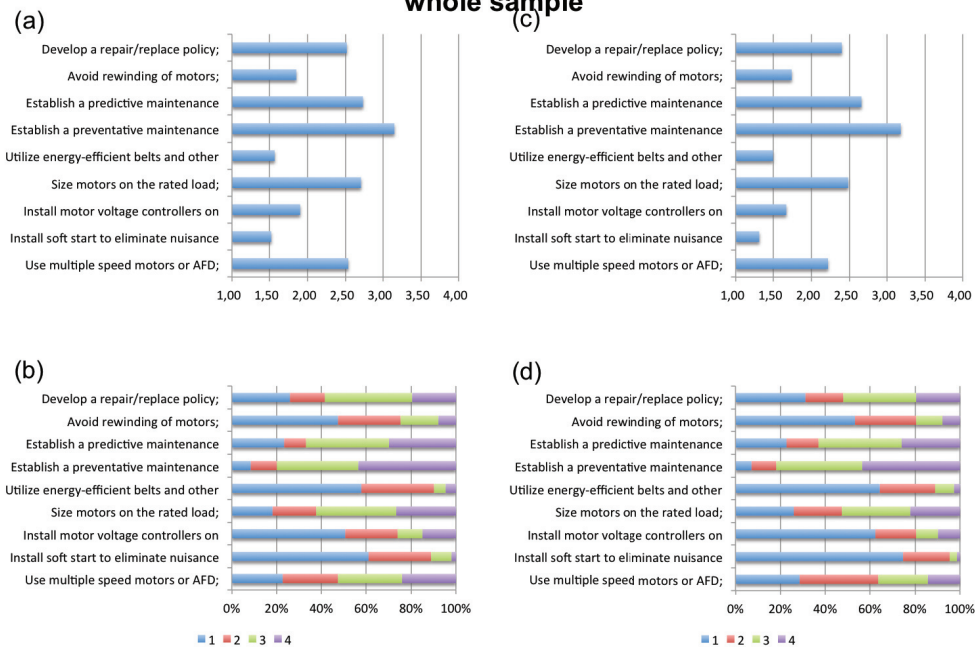 whole sample
(a)
Develop a repair/replace policy;
Avoid rewinding of motors;
Establish a predictive maintenance
Establish a preventative maintenance
Utilize energy-efficient belts and other
Size motors on the rated load;
Install motor voltage controllers on
Install soft start to eliminate nuisance
Use multiple speed motors or AFD;
1,00 1,50 2,00 2,50 3,00 3,50 4,00
(c)
Develop a repair/replace policy;
Avoid rewinding of motors;
Establish a predictive maintenance
Establish a preventative maintenance
Utilize energy-efficient belts and other
Size motors on the rated load;
Install motor voltage controllers on
Install soft start to eliminate nuisance
Use multiple speed motors or AFD;
1,00 1,50 2,00 2,50 3,00 3,50 4,00
(b)
Develop a repair/replace policy;
Avoid rewinding of motors;
Establish a predictive maintenance
Establish a preventative maintenance
Utilize energy-efficient belts and other
Size motors on the rated load;
Install motor voltage controllers on
Install soft start to eliminate nuisance
Use multiple speed motors or AFD;
0% 20% 40% 60% 80% 100%
1 2 3 4
(d)
Develop a repair/replace policy;
Avoid rewinding of motors;
Establish a predictive maintenance
Establish a preventative maintenance
Utilize energy-efficient belts and other
Size motors on the rated load;
Install motor voltage controllers on
Install soft start to eliminate nuisance
Use multiple speed motors or AFD;
0% 20% 40% 60% 80% 100%
1 2 3 4